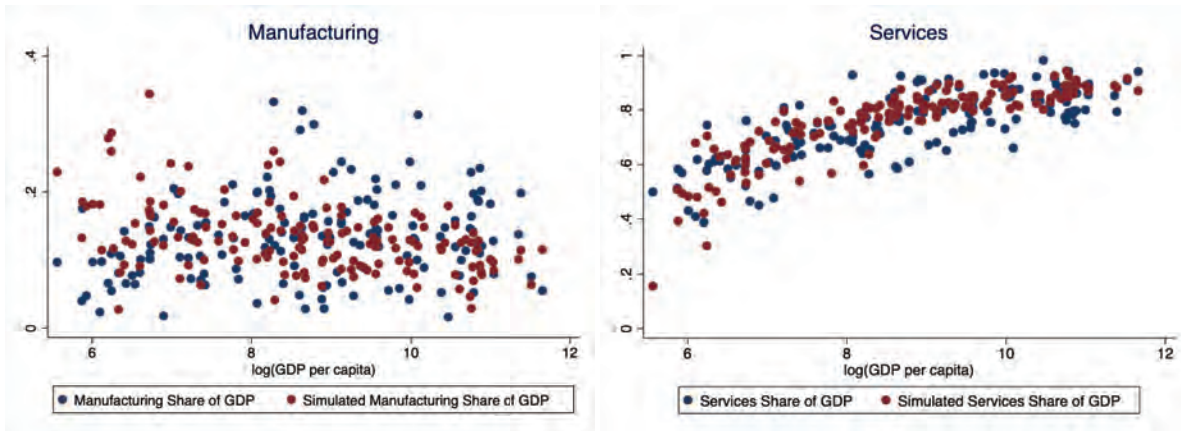 Manufacturing
.4
.2
0
6 8 10 12
log(GDP per capita)
Manufacturing Share of GDP Simulated Manufacturing Share of GDP
Services
1
.8
.6
.4
.2
0
6 8 10 12
log(GDP per capita)
Services Share of GDP Simulated Services Share of GDP